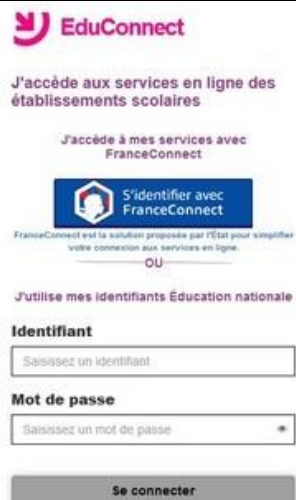 EduConnect
J'accède aux services en ligne des
établissements scolaires
J'accède à mes services avec
FranceConnect
S'identifier avec
FranceConnect
FranceConnect est la solution proposée par l'État pour simplifier
votre connexion aux services en ligne.
OU
J'utilise mes identifiants Éducation nationale
Identifiant
Saisissez un identifiant
Mot de passe
Saisissez un mot de passe
Se connecter